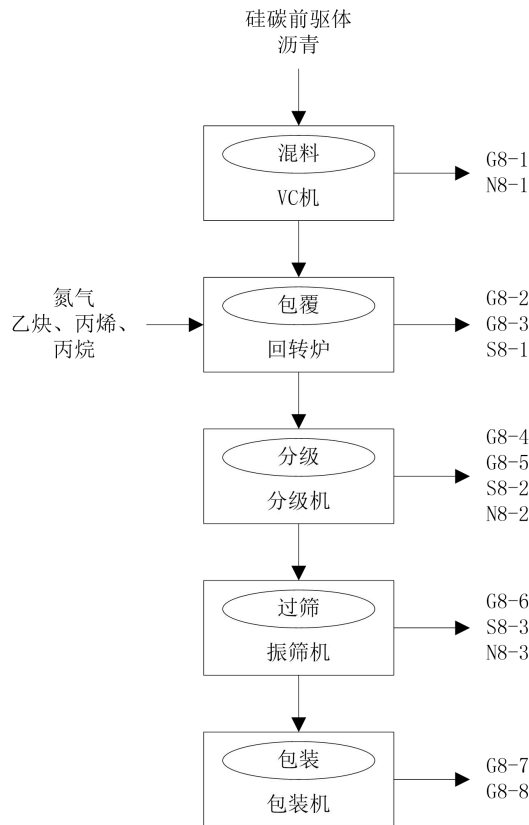 硅碳前驱体
沥青
混料
VC机
G8-1
N8-1
氮气
乙炔、丙烯、
丙烷
包覆
回转炉
G8-2
G8-3
S8-1
分级
分级机
G8-4
G8-5
S8-2
N8-2
过筛
振筛机
G8-6
S8-3
N8-3
包装
包装机
G8-7
G8-8